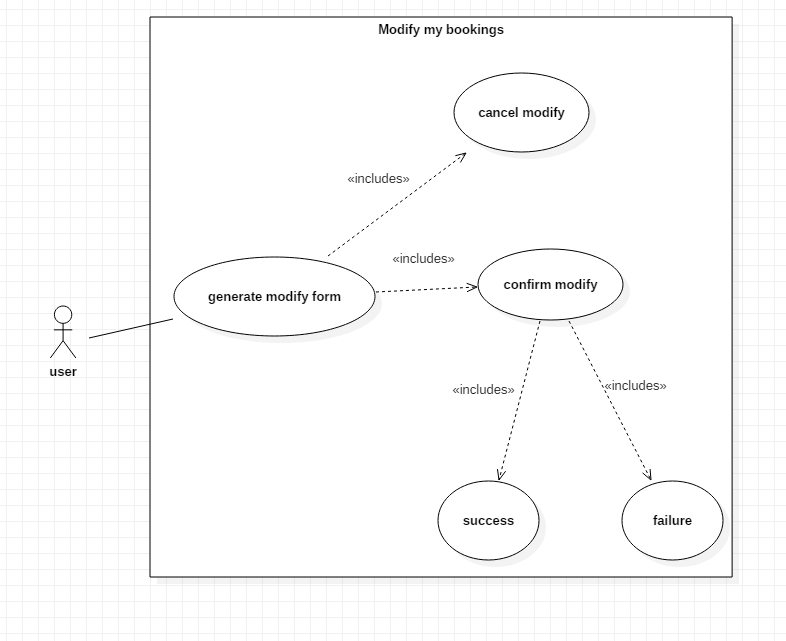 Modify my bookings
cancel modify
«includes»
«includes»
generate modify form
confirm modify
user
«includes»
«includes»
success
failure